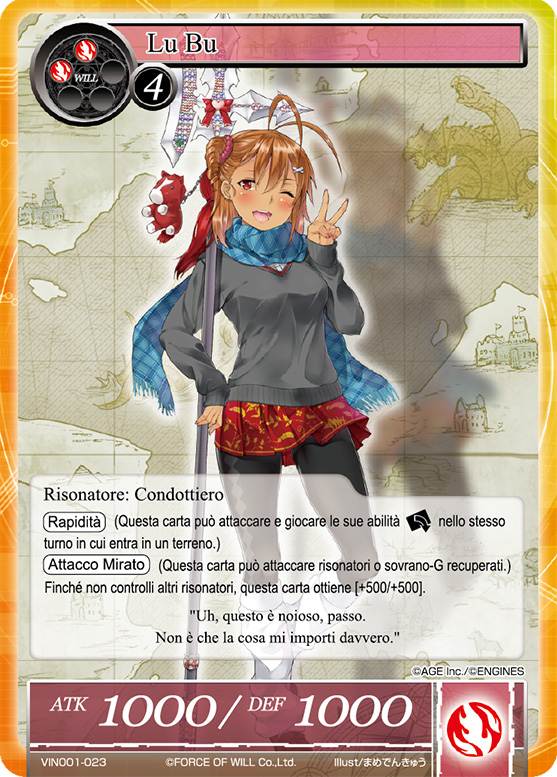 Lu Bu
WILL
4
Risonatore: Condottiero
Rapidità (Questa carta può attaccare e giocare le sue abilità nello stesso
turno in cui entra in un terreno.)
Attacco Mirato (Questa carta può attaccare risonatori o sovrano-G recuperati.)
Finché non controlli altri risonatori, questa carta ottiene [+500/+500].
"Uh, questo è noioso, passo.
Non è che la cosa mi importi davvero."
©AGE Inc./©ENGINES
ATK 1000 / DEF 1000
VIN001-023 ©FORCE OF WILL Co.,Ltd. Illust/まめでんきゅう